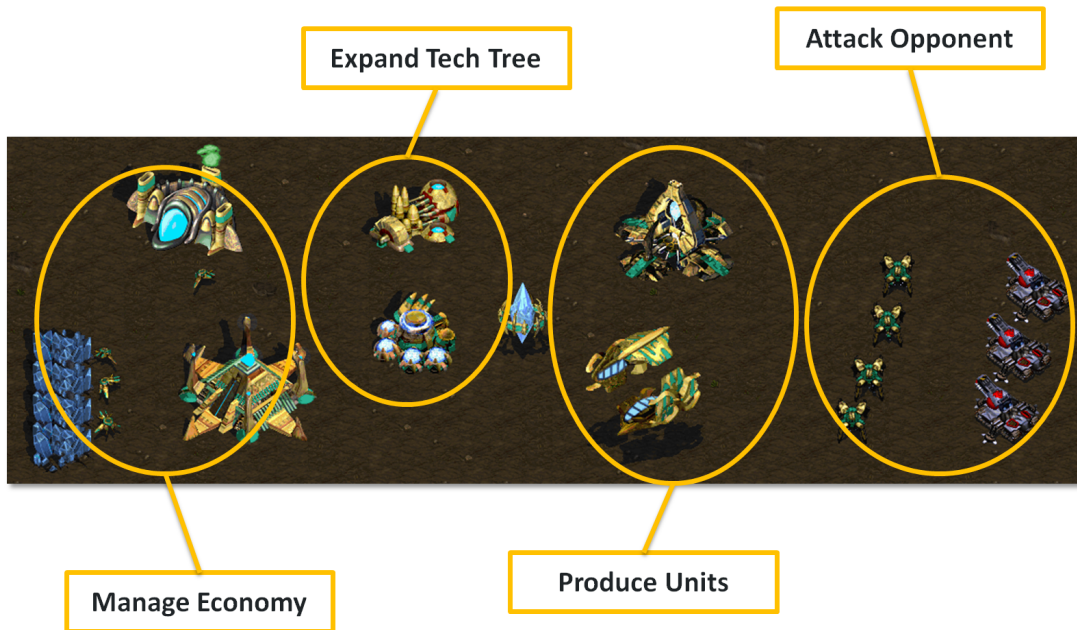 Expand Tech Tree
Attack Opponent
Manage Economy
Produce Units